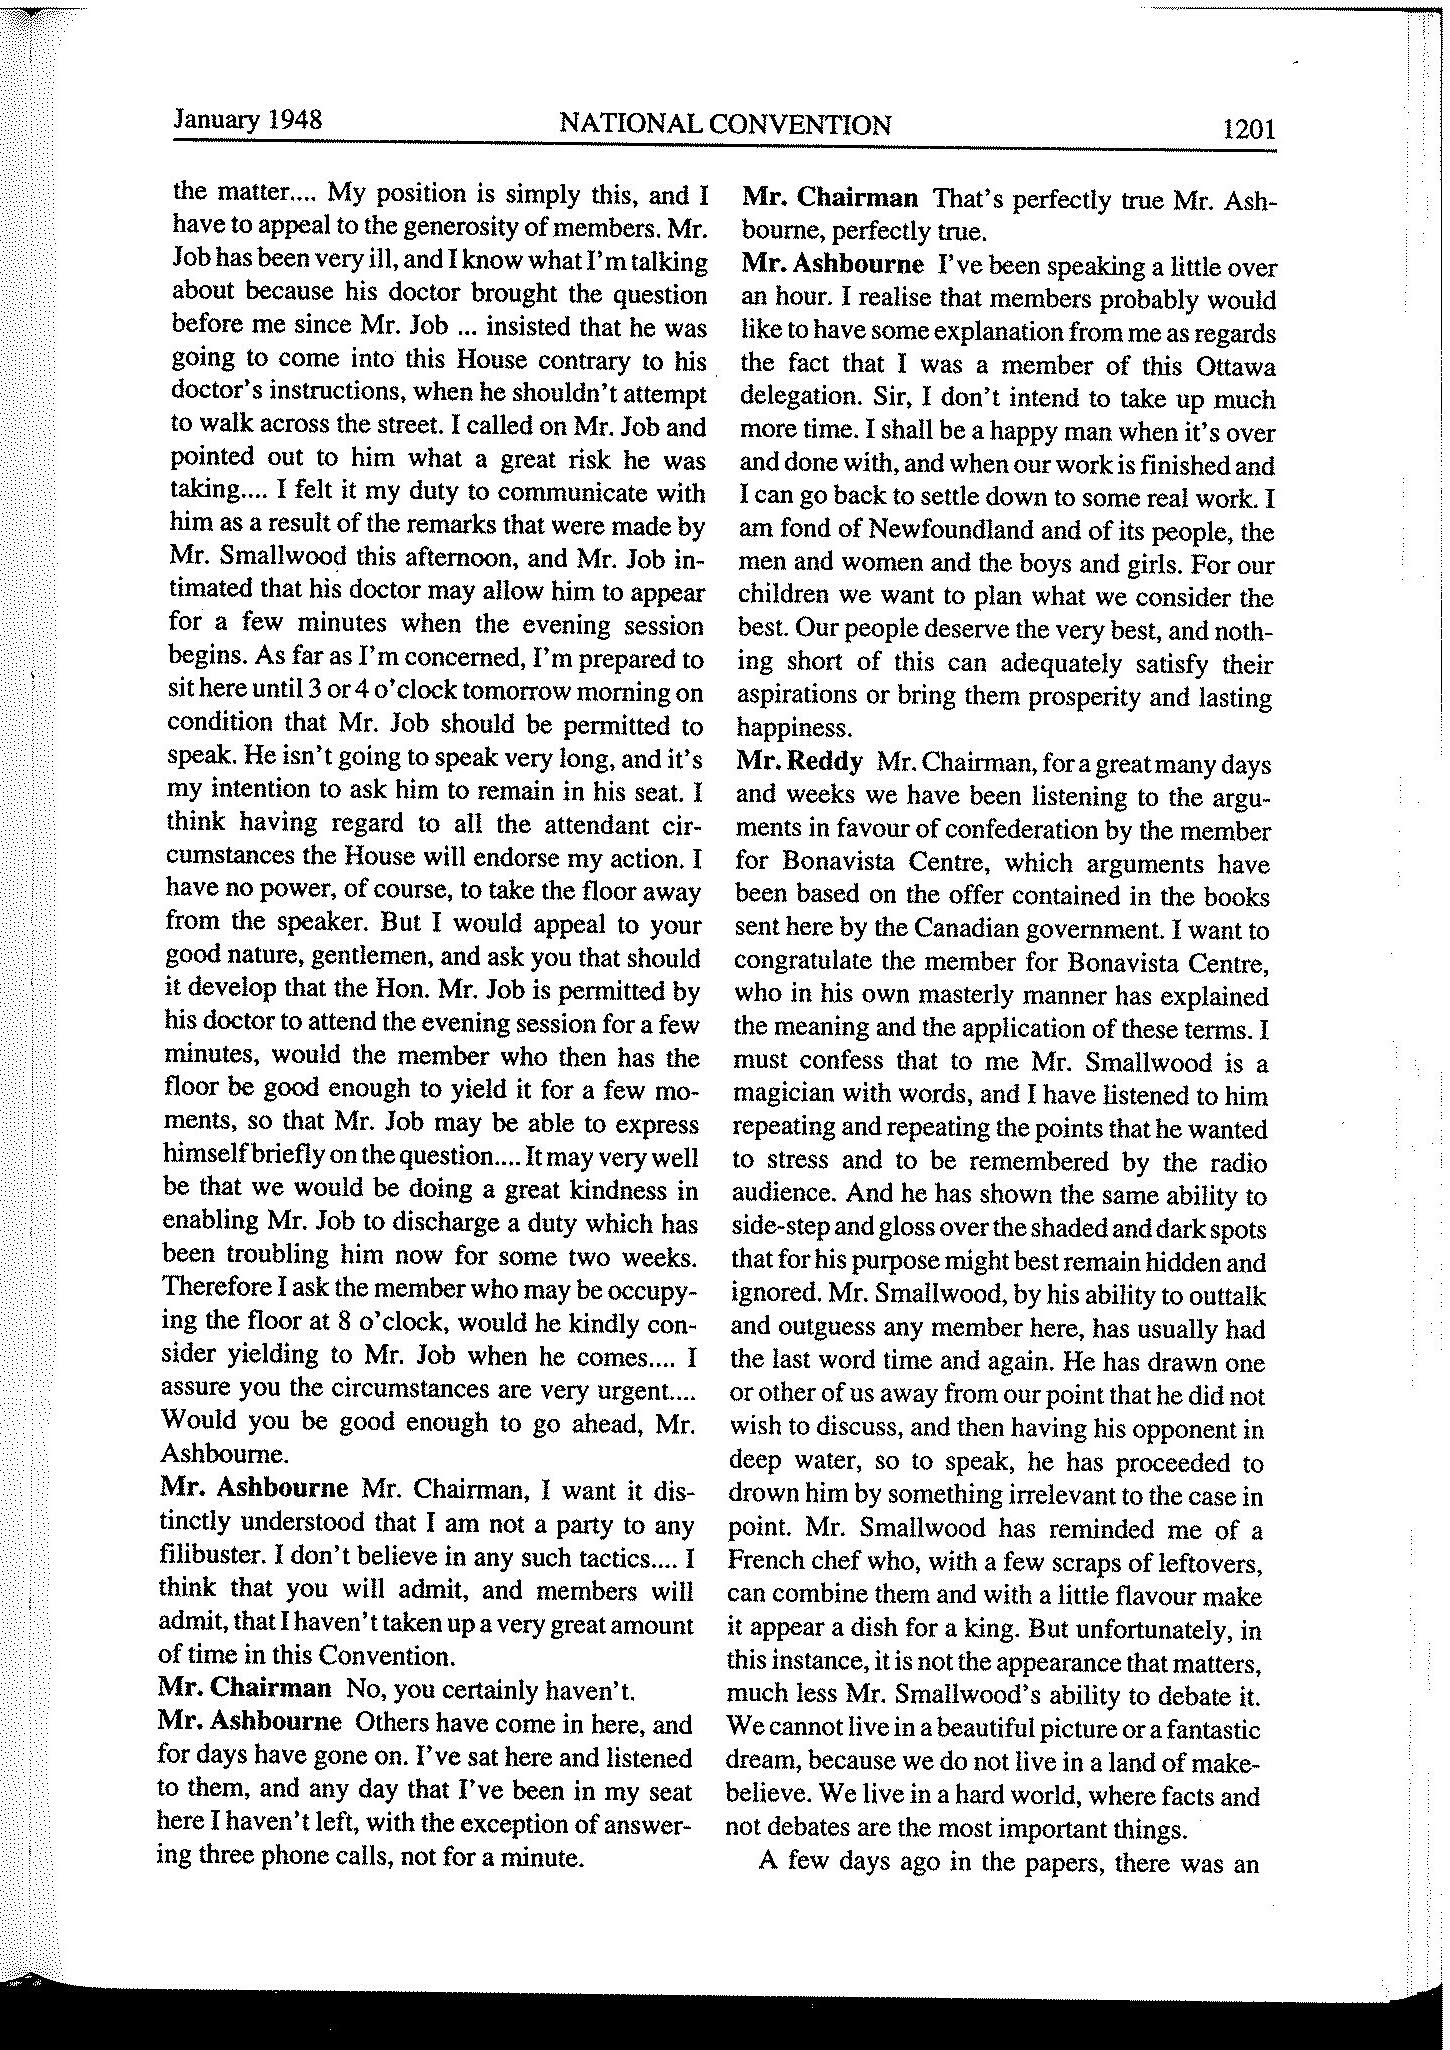 January 1948
NATIONAL CONVENTION
1201
the matter.... My position is simply this, and I
have to appeal to the generosity of members. Mr.
Job has been very ill, and I know what I'm talking
about because his doctor brought the question
before me since Mr. Job ... insisted that he was
going to come into this House contrary to his
doctor's instructions, when he shouldn't attempt
to walk across the street. I called on Mr. Job and
pointed out to him what a great risk he was
taking.... I felt it my duty to communicate with
him as a result of the remarks that were made by
Mr. Smallwood this afternoon, and Mr. Job in-
timated that his doctor may allow him to appear
for a few minutes when the evening session
begins. As far as I'm concerned, I'm prepared to
sit here until 3 or 4 o'clock tomorrow morning on
condition that Mr. Job should be permitted to
speak. He isn't going to speak very long, and it's
my intention to ask him to remain in his seat. I
think having regard to all the attendant cir-
cumstances the House will endorse my action. I
have no power, of course, to take the floor away
from the speaker. But I would appeal to your
good nature, gentlemen, and ask you that should
it develop that the Hon. Mr. Job is permitted by
his doctor to attend the evening session for a few
minutes, would the member who then has the
floor be good enough to yield it for a few mo-
ments, so that Mr. Job may be able to express
himself briefly on the question.... It may very well
be that we would be doing a great kindness in
enabling Mr. Job to discharge a duty which has
been troubling him now for some two weeks.
Therefore I ask the member who may be occupy-
ing the floor at 8 o'clock, would he kindly con-
sider yielding to Mr. Job when he comes.... I
assure you the circumstances are very urgent....
Would you be good enough to go ahead, Mr.
Ashbourne.
Mr. Ashbourne Mr. Chairman, I want it dis-
tinctly understood that I am not a party to any
filibuster. I don't believe in any such tactics.... I
think that you will admit, and members will
admit, that I haven't taken up a very great amount
of time in this Convention.
Mr. Chairman No, you certainly haven't.
Mr. Ashbourne Others have come in here, and
for days have gone on. I've sat here and listened
to them, and any day that I've been in my seat
here I haven't left, with the exception of answer-
ing three phone calls, not for a minute.
Mr. Chairman That's perfectly true Mr. Ash-
bourne, perfectly true.
Mr. Ashbourne I've been speaking a little over
an hour. I realise that members probably would
like to have some explanation from me as regards
the fact that I was a member of this Ottawa
delegation. Sir, I don't intend to take up much
more time. I shall be a happy man when it's over
and done with, and when our work is finished and
I can go back to settle down to some real work. I
am fond of Newfoundland and of its people, the
men and women and the boys and girls. For our
children we want to plan what we consider the
best. Our people deserve the very best, and noth-
ing short of this can adequately satisfy their
aspirations or bring them prosperity and lasting
happiness.
Mr. Reddy Mr. Chairman, for a great many days
and weeks we have been listening to the argu-
ments in favour of confederation by the member
for Bonavista Centre, which arguments have
been based on the offer contained in the books
sent here by the Canadian government. I want to
congratulate the member for Bonavista Centre,
who in his own masterly manner has explained
the meaning and the application of these terms. I
must confess that to me Mr. Smallwood is a
magician with words, and I have listened to him
repeating and repeating the points that he wanted
to stress and to be remembered by the radio
audience. And he has shown the same ability to
side-step and gloss over the shaded and dark spots
that for his purpose might best remain hidden and
ignored. Mr. Smallwood, by his ability to outtalk
and outguess any member here, has usually had
the last word time and again. He has drawn one
or other of us away from our point that he did not
wish to discuss, and then having his opponent in
deep water, so to speak, he has proceeded to
drown him by something irrelevant to the case in
point. Mr. Smallwood has reminded me of a
French chef who, with a few scraps of leftovers,
can combine them and with a little flavour make
it appear a dish for a king. But unfortunately, in
this instance, it is not the appearance that matters,
much less Mr. Smallwood's ability to debate it.
We cannot live in a beautiful picture or a fantastic
dream, because we do not live in a land of make-
believe. We live in a hard world, where facts and
not debates are the most important things.
A few days ago in the papers, there was an